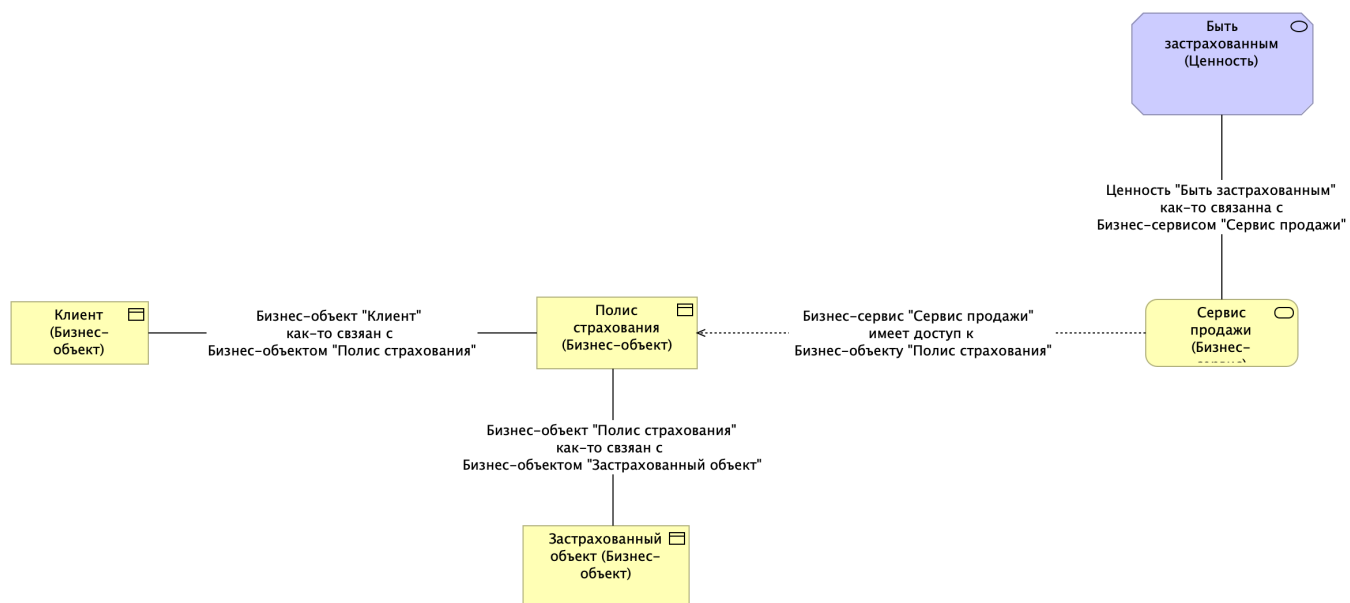 Быть
застрахованным
(Ценность)
Ценность "Быть застрахованным"
как-то связанна с
Бизнес-сервисом "Сервис продажи"
Клиент
(Бизнес-
объект)
Бизнес-объект "Клиент"
как-то свзяан с
Бизнес-объектом "Полис страхования"
Полис
страхования
(Бизнес-объект)
Бизнес-сервис "Сервис продажи"
имеет доступ к
Бизнес-объекту "Полис страхования"
Сервис
продажи
(Бизнес-
Бизнес-объект "Полис страхования"
как-то свзяан с
Бизнес-объектом "Застрахованный объект"
Застрахованный
объект (Бизнес-
объект)